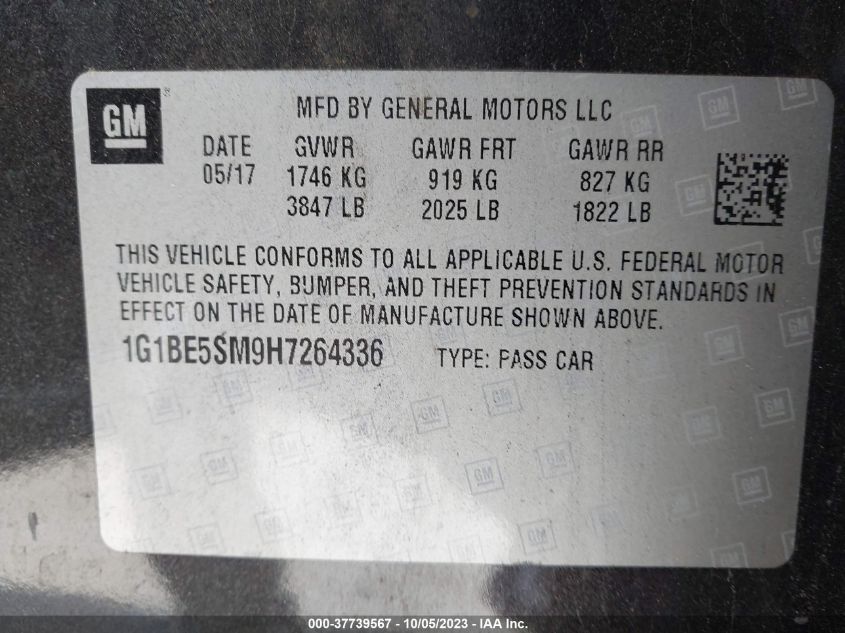 GM
MFD BY GENERAL MOTORS LLC
DATE GVWR GAWR FRT GAWR RR
05/17 1746 KG 919 KG 827 KG
3847 LB 2025 LB 1822 LB
THIS VEHICLE CONFORMS TO ALL APPLICABLE U.S. FEDERAL MOTOR
VEHICLE SAFETY, BUMPER, AND THEFT PREVENTION STANDARDS IN
EFFECT ON THE DATE OF MANUFACTURE SHOWN ABOVE.
1G1BE5SM9H7264336 TYPE: PASS CAR
000-37739567 - 10/05/2023 - IAA Inc.